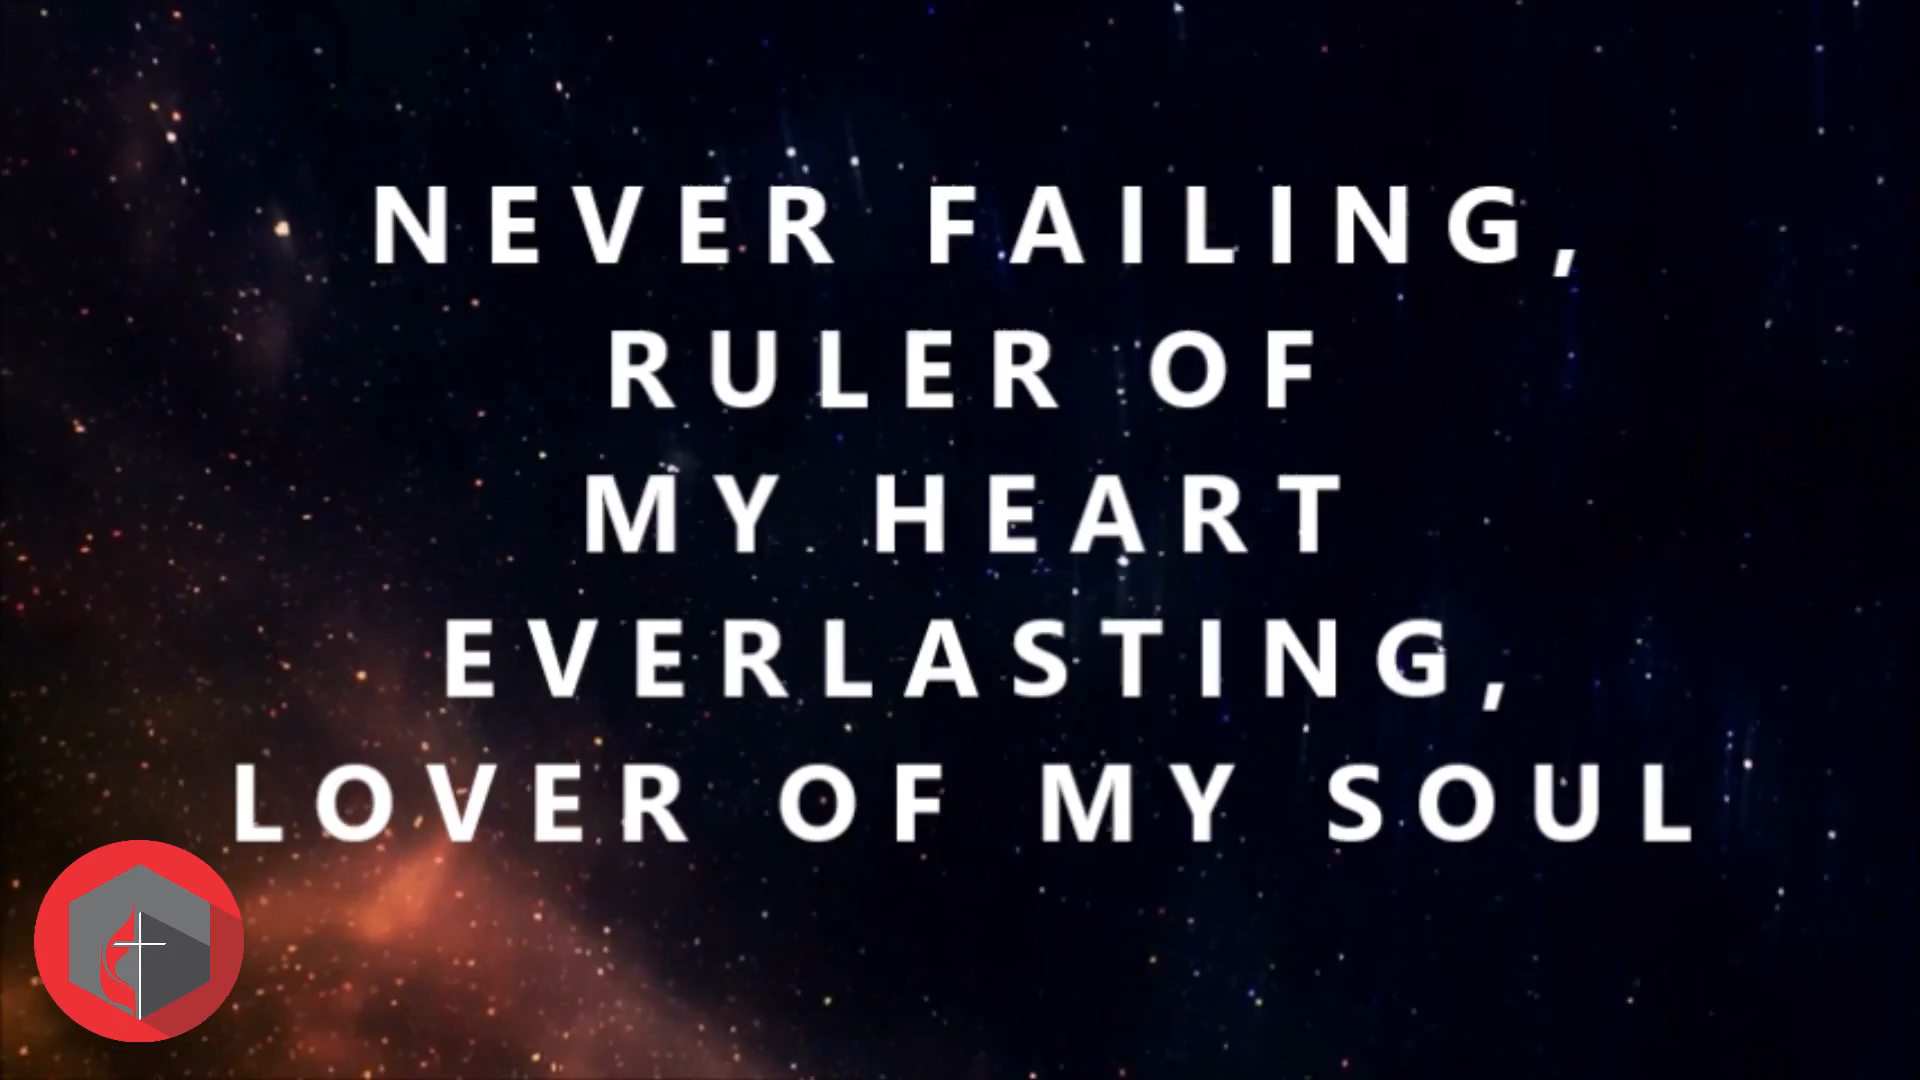 NEVER FAILING,
RULER OF
MY HEART
EVERLASTING,
LOVER OF MY SOUL